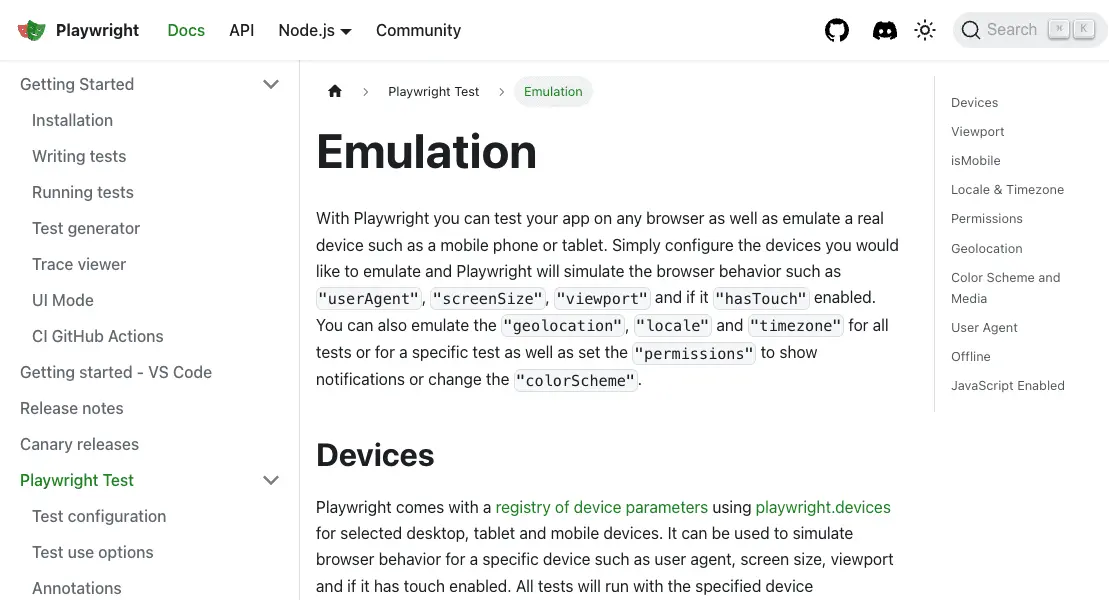 Playwright
Docs
API
Node.js
Community
Search
⌘ K
Getting Started
Installation
Writing tests
Running tests
Test generator
Trace viewer
UI Mode
CI GitHub Actions
Getting started - VS Code
Release notes
Canary releases
Playwright Test
Test configuration
Test use options
Annotations
Playwright Test
Emulation
Emulation
With Playwright you can test your app on any browser as well as emulate a real
device such as a mobile phone or tablet. Simply configure the devices you would
like to emulate and Playwright will simulate the browser behavior such as
"userAgent", "screenSize", "viewport" and if it "hasTouch" enabled.
You can also emulate the "geolocation", "locale" and "timezone" for all
tests or for a specific test as well as set the "permissions" to show
notifications or change the "colorScheme".
Devices
Playwright comes with a registry of device parameters using playwright.devices
for selected desktop, tablet and mobile devices. It can be used to simulate
browser behavior for a specific device such as user agent, screen size, viewport
and if it has touch enabled. All tests will run with the specified device
Devices
Viewport
isMobile
Locale & Timezone
Permissions
Geolocation
Color Scheme and
Media
User Agent
Offline
JavaScript Enabled